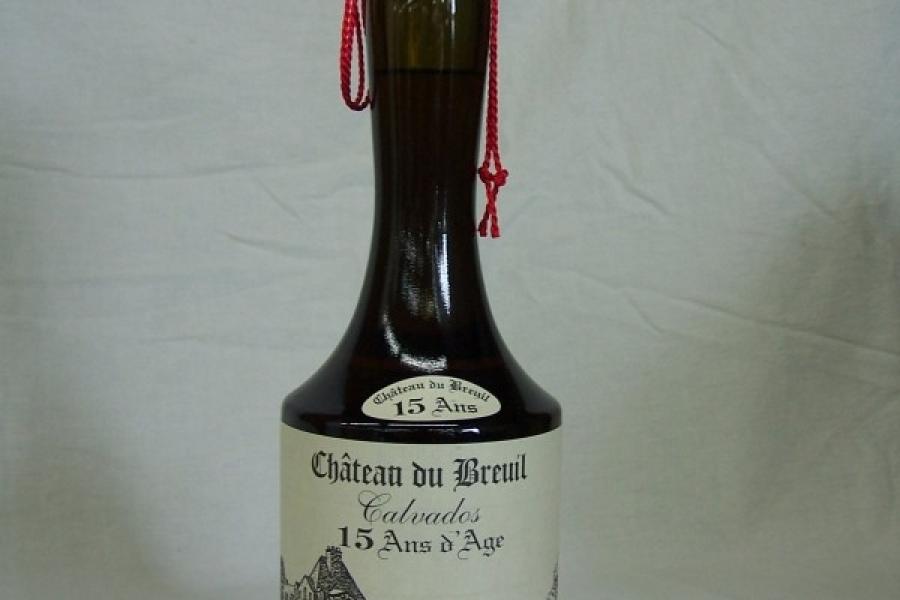 Château du Breuil
15 Ans
Château du Breuil
Calvados
15 Ans d'Age